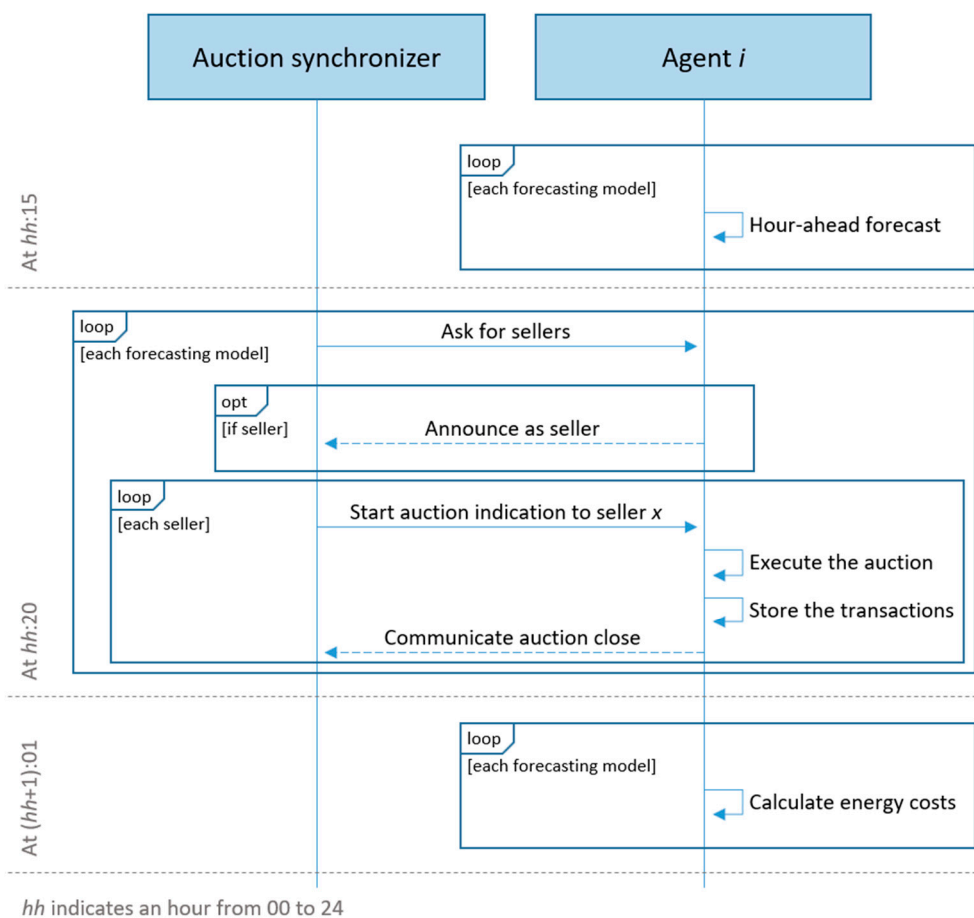 Auction synchronizer
Agent i
At hh:15
loop
[each forecasting model]
Hour-ahead forecast
At hh:20
loop
[each forecasting model]
Ask for sellers
opt
[if seller]
Announce as seller
loop
[each seller]
Start auction indication to seller x
Execute the auction
Store the transactions
Communicate auction close
At (hh+1):01
loop
[each forecasting model]
Calculate energy costs
hh indicates an hour from 00 to 24